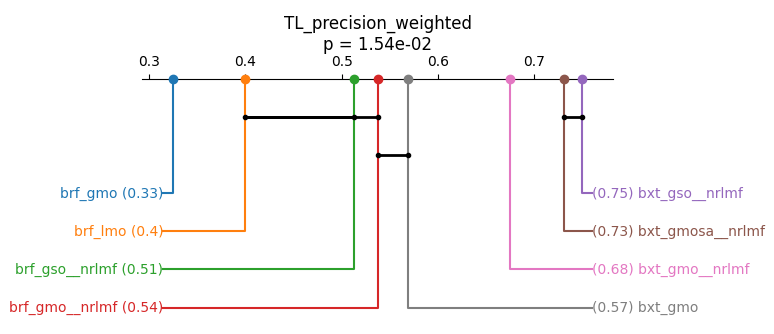 TL_precision_weighted
p = 1.54e-02
0.3 0.4 0.5 0.6 0.7
brf_gmo (0.33) (0.75) bxt_gso__nrlmf
brf_lmo (0.4) (0.73) bxt_gmosa__nrlmf
brf_gso__nrlmf (0.51) (0.68) bxt_gmo__nrlmf
brf_gmo__nrlmf (0.54) (0.57) bxt_gmo